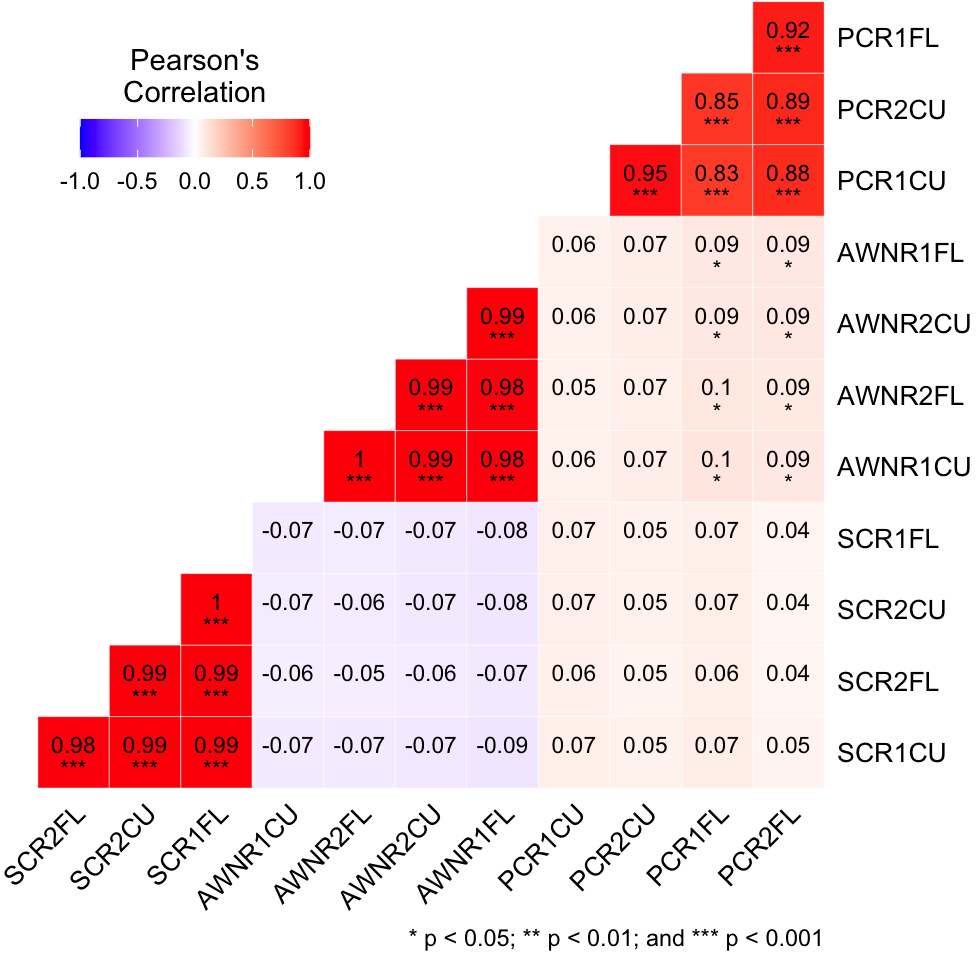 Pearson's
Correlation
-1.0 -0.5 0.0 0.5 1.0
0.92 PCR1FL
***
0.85 0.89 PCR2CU
*** ***
0.95 0.83 0.88 PCR1CU
*** *** ***
0.06 0.07 0.09 0.09 AWNR1FL
* *
0.99 0.06 0.07 0.09 0.09 AWNR2CU
*** * *
0.99 0.98 0.05 0.07 0.1 0.09 AWNR2FL
*** *** * *
1 0.99 0.98 0.06 0.07 0.1 0.09 AWNR1CU
*** *** *** * *
-0.07 -0.07 -0.07 -0.08 0.07 0.05 0.07 0.04 SCR1FL
1 -0.07 -0.06 -0.07 -0.08 0.07 0.05 0.07 0.04 SCR2CU
***
0.99 0.99 -0.06 -0.05 -0.06 -0.07 0.06 0.05 0.06 0.04 SCR2FL
*** ***
0.98 0.99 0.99 -0.07 -0.07 -0.07 -0.09 0.07 0.05 0.07 0.05 SCR1CU
*** *** ***
SCR2FL SCR2CU SCR1FL AWNR1CU AWNR2FL AWNR2CU AWNR1FL PCR1CU PCR2CU PCR1FL PCR2FL
* p < 0.05; ** p < 0.01; and *** p < 0.001